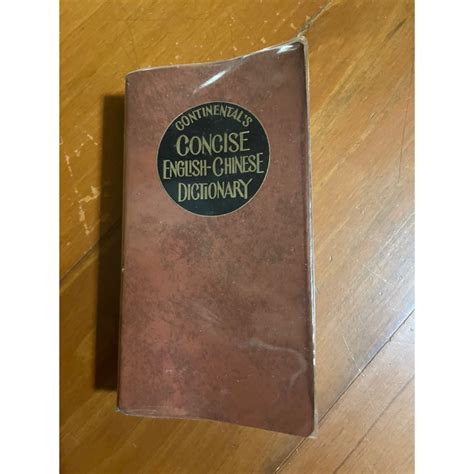 CONTINENTAL'S
CONCISE
ENGLISH-CHINESE
DICTIONARY